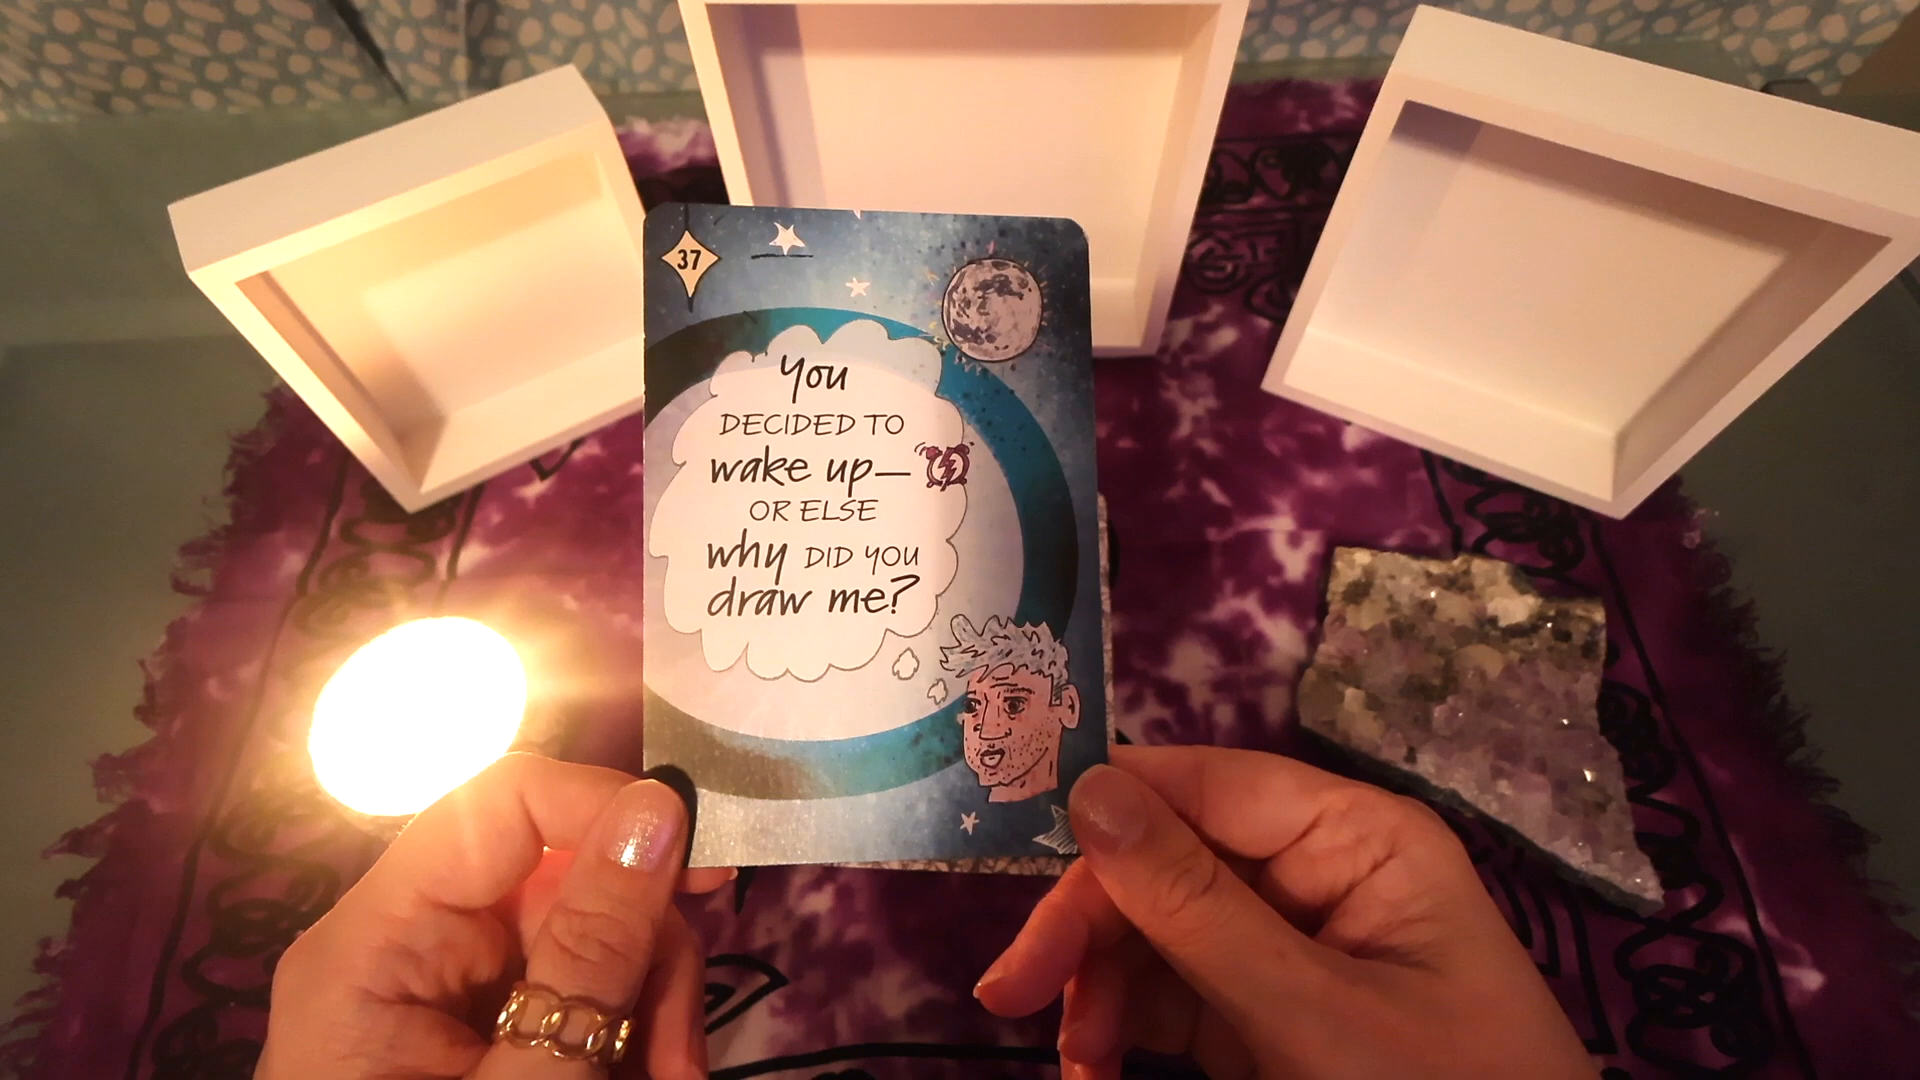 37
You
DECIDED TO
wake up—
OR ELSE
why DID YOU
draw me?